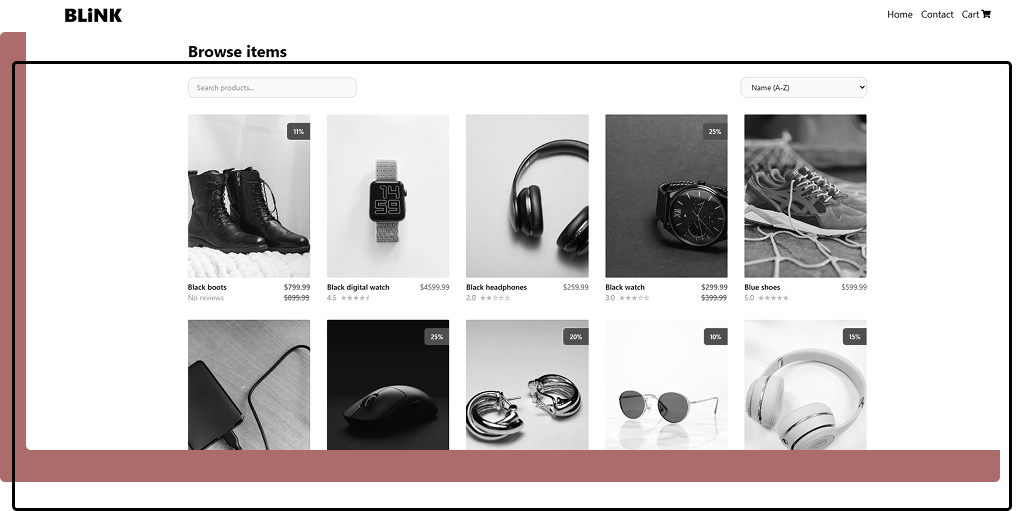 BLiNK
Home Contact Cart
Browse items
Search products...
Name (A-Z)
11%
25%
14
59
Black boots $799.99
No reviews $899.99
Black digital watch $4599.99
4.5
Black headphones $259.99
2.0
Black watch $299.99
3.0 $399.99
Blue shoes $599.99
5.0
25%
20%
10%
15%